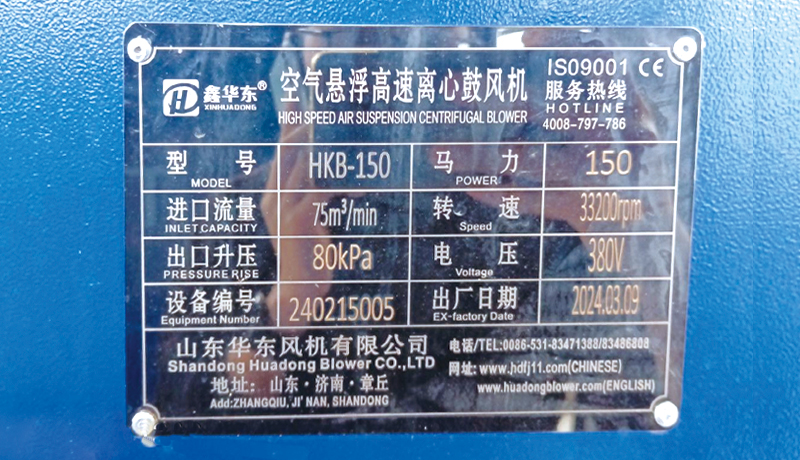 鑫华东®
XINHUADONG
空气悬浮高速离心鼓风机
HIGH SPEED AIR SUSPENSION CENTRIFUGAL BLOWER
ISO9001 CE
服务热线
HOTLINE
4008-797-786
型 号 HKB-150 马 力 150
MODEL POWER
进口流量 75m³/min 转 速 33200rpm
INLET CAPACITY Speed
出口升压 80kPa 电 压 380V
PRESSURE RISE Voltage
设备编号 240215005 出厂日期 2024.03.09
Equipment Number EX-factory Date
山东华东风机有限公司 电话/TEL:0086-531-83471388/83486808
Shandong Huadong Blower CO.,LTD 网址: www.hdfj11.com(CHINESE)
地址: 山东·济南·章丘 www.huadongblower.com(ENGLISH)
Add:ZHANGQIU, JI' NAN, SHANDONG